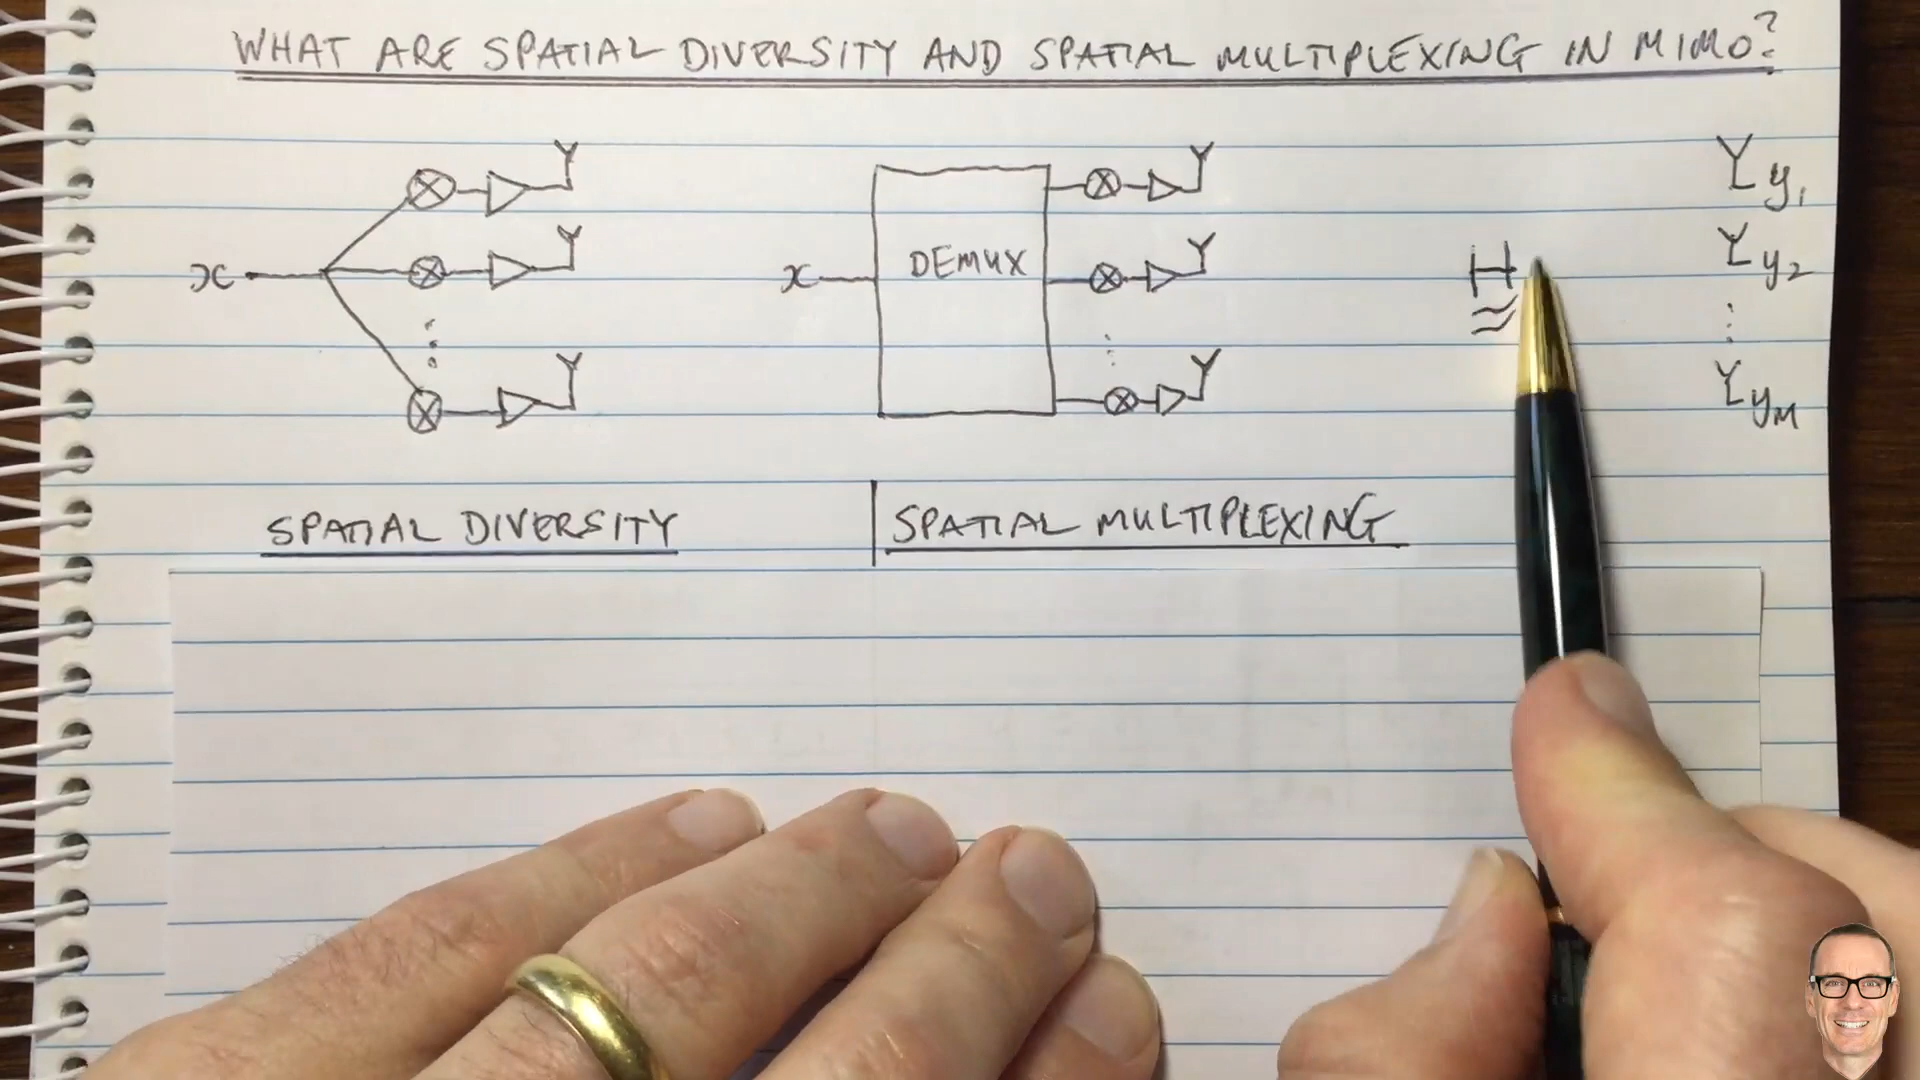 WHAT ARE SPATIAL DIVERSITY AND SPATIAL MULTIPLEXING IN MIMO?
x
x
DEMUX
H
y1
y2
yM
SPATIAL DIVERSITY
SPATIAL MULTIPLEXING